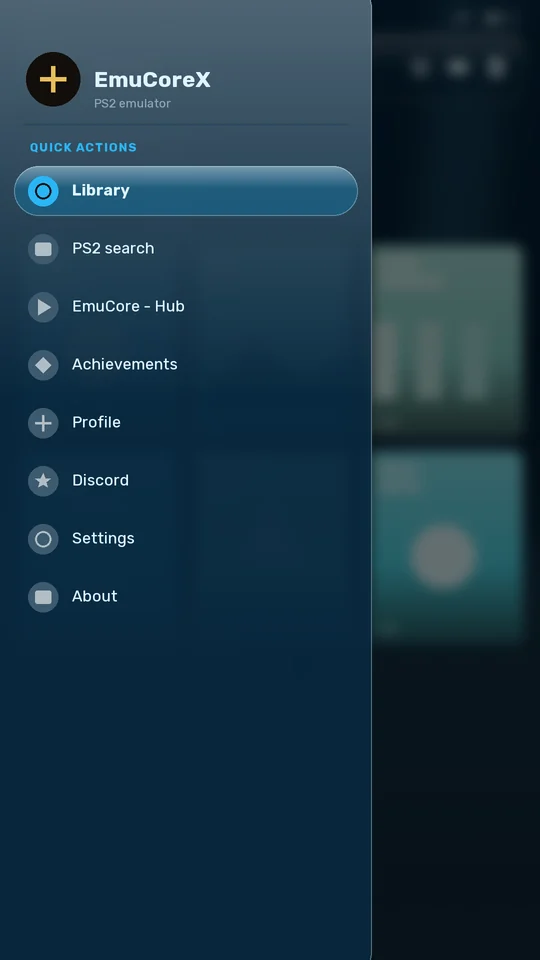 EmuCoreX
PS2 emulator
QUICK ACTIONS
Library
PS2 search
EmuCore - Hub
Achievements
Profile
Discord
Settings
About